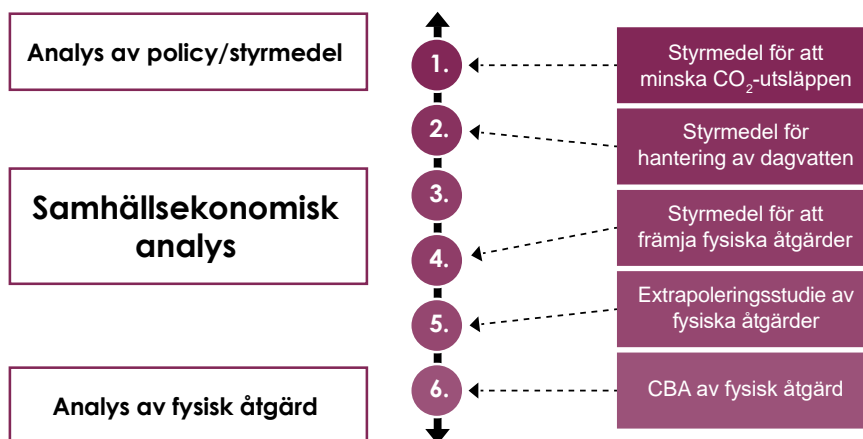 Analys av policy/styrmedel
Samhällsekonomisk
analys
Analys av fysisk åtgärd
1.
2.
3.
4.
5.
6.
Styrmedel för att
minska CO₂-utsläppen
Styrmedel för
hantering av dagvatten
Styrmedel för att
främja fysiska åtgärder
Extrapoleringsstudie av
fysiska åtgärder
CBA av fysisk åtgärd